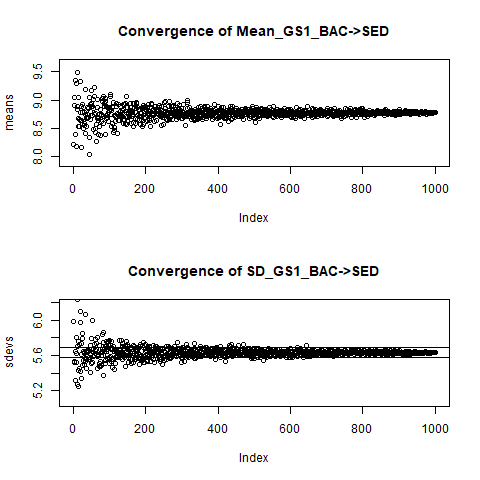 Convergence of Mean_GS1_BAC->SED
means
9.5
9.0
8.5
8.0
0 200 400 600 800 1000
Index
Convergence of SD_GS1_BAC->SED
sdevs
6.0
5.6
5.2
0 200 400 600 800 1000
Index